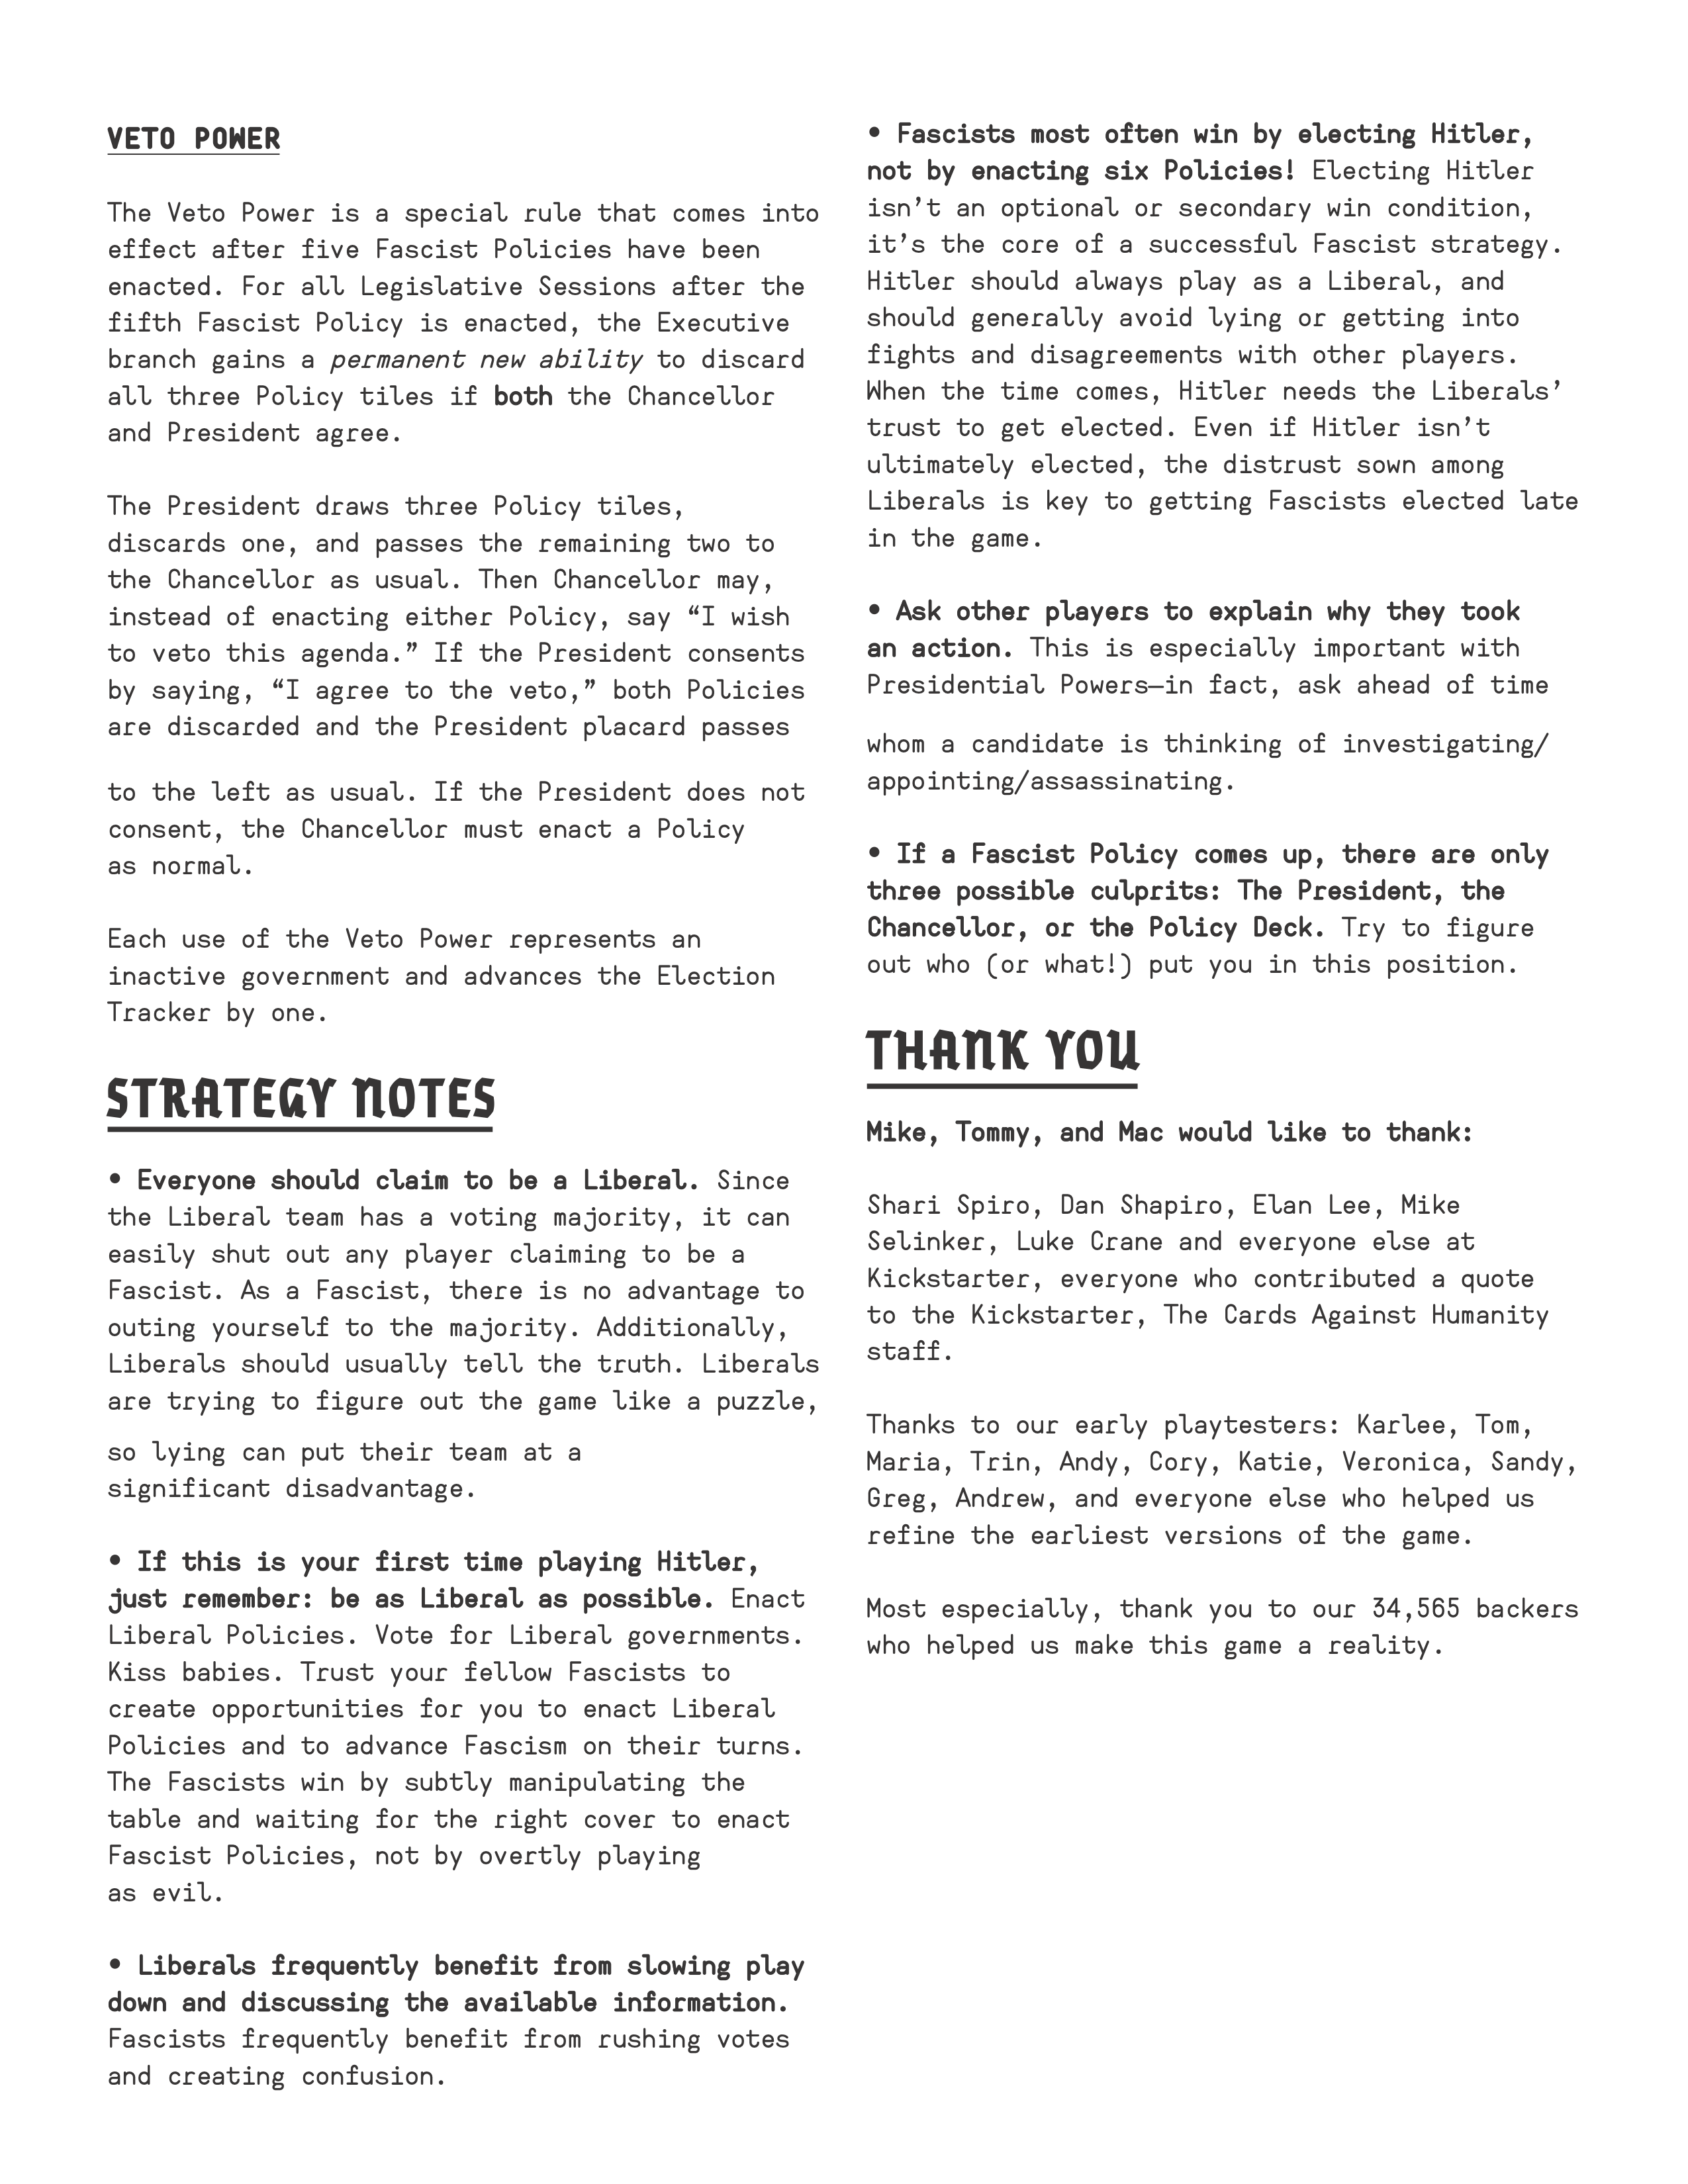 VETO POWER
The Veto Power is a special rule that comes into
effect after five Fascist Policies have been
enacted. For all Legislative Sessions after the
fifth Fascist Policy is enacted, the Executive
branch gains a permanent new ability to discard
all three Policy tiles if both the Chancellor
and President agree.
The President draws three Policy tiles,
discards one, and passes the remaining two to
the Chancellor as usual. Then Chancellor may,
instead of enacting either Policy, say “I wish
to veto this agenda.” If the President consents
by saying, “I agree to the veto,” both Policies
are discarded and the President placard passes
to the left as usual. If the President does not
consent, the Chancellor must enact a Policy
as normal.
Each use of the Veto Power represents an
inactive government and advances the Election
Tracker by one.
STRATEGY NOTES
• Everyone should claim to be a Liberal. Since
the Liberal team has a voting majority, it can
easily shut out any player claiming to be a
Fascist. As a Fascist, there is no advantage to
outing yourself to the majority. Additionally,
Liberals should usually tell the truth. Liberals
are trying to figure out the game like a puzzle,
so lying can put their team at a
significant disadvantage.
• If this is your first time playing Hitler,
just remember: be as Liberal as possible. Enact
Liberal Policies. Vote for Liberal governments.
Kiss babies. Trust your fellow Fascists to
create opportunities for you to enact Liberal
Policies and to advance Fascism on their turns.
The Fascists win by subtly manipulating the
table and waiting for the right cover to enact
Fascist Policies, not by overtly playing
as evil.
• Liberals frequently benefit from slowing play
down and discussing the available information.
Fascists frequently benefit from rushing votes
and creating confusion.
• Fascists most often win by electing Hitler,
not by enacting six Policies! Electing Hitler
isn’t an optional or secondary win condition,
it’s the core of a successful Fascist strategy.
Hitler should always play as a Liberal, and
should generally avoid lying or getting into
fights and disagreements with other players.
When the time comes, Hitler needs the Liberals’
trust to get elected. Even if Hitler isn’t
ultimately elected, the distrust sown among
Liberals is key to getting Fascists elected late
in the game.
• Ask other players to explain why they took
an action. This is especially important with
Presidential Powers—in fact, ask ahead of time
whom a candidate is thinking of investigating/
appointing/assassinating.
• If a Fascist Policy comes up, there are only
three possible culprits: The President, the
Chancellor, or the Policy Deck. Try to figure
out who (or what!) put you in this position.
THANK YOU
Mike, Tommy, and Mac would like to thank:
Shari Spiro, Dan Shapiro, Elan Lee, Mike
Selinker, Luke Crane and everyone else at
Kickstarter, everyone who contributed a quote
to the Kickstarter, The Cards Against Humanity
staff.
Thanks to our early playtesters: Karlee, Tom,
Maria, Trin, Andy, Cory, Katie, Veronica, Sandy,
Greg, Andrew, and everyone else who helped us
refine the earliest versions of the game.
Most especially, thank you to our 34,565 backers
who helped us make this game a reality.